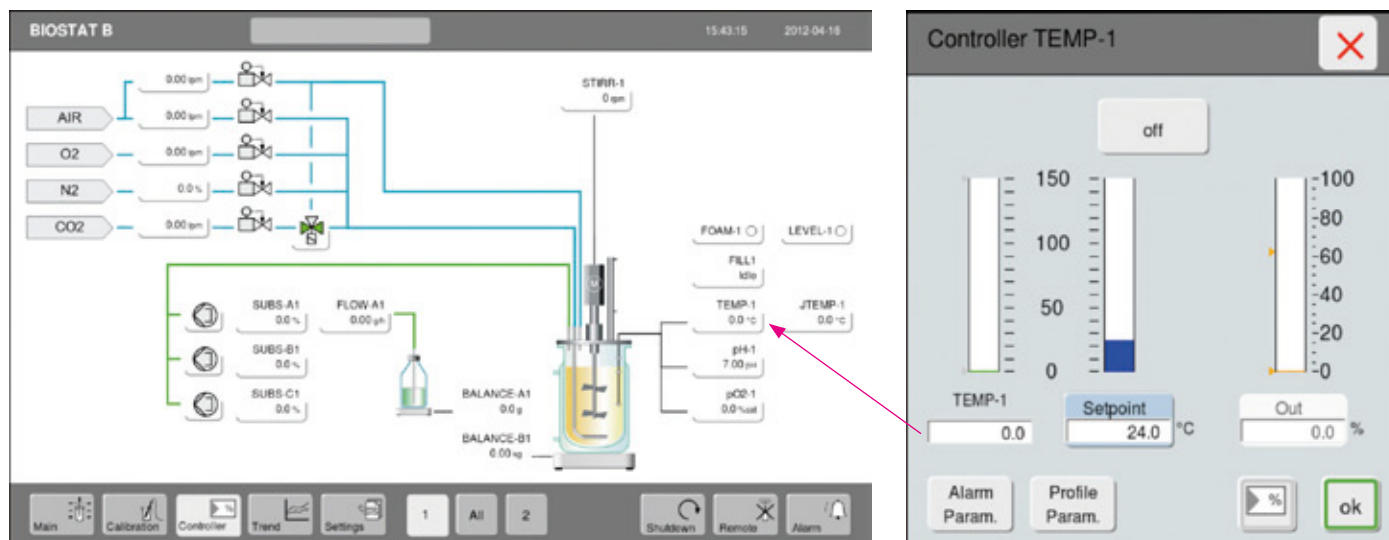 BIOSTAT B
15:43:15 2012-04-16
STIRR-1
0 rpm
0.00 lpm
AIR
0.00 lpm
O2
0.00 lpm
N2
0.0 %
CO2
0.00 lpm
FOAM-1
LEVEL-1
FILL1
Idle
SUBS-A1
0.0 %
FLOW-A1
0.00 g/h
TEMP-1
0.0 °C
JTEMP-1
0.0 °C
SUBS-B1
0.0 %
pH-1
7.00 pH
SUBS-C1
0.0 %
BALANCE-A1
0.0 g
pO2-1
0.0 %sat
BALANCE-B1
0.00 kg
M
Main
Calibration
Controller
%
Trend
Settings
1
All
2
Shutdown
Remote
Alarm
Controller TEMP-1
off
150
100
50
0
100
80
60
40
20
0
TEMP-1
0.0
Setpoint
24.0 °C
Out
0.0 %
Alarm
Param.
Profile
Param.
%
ok